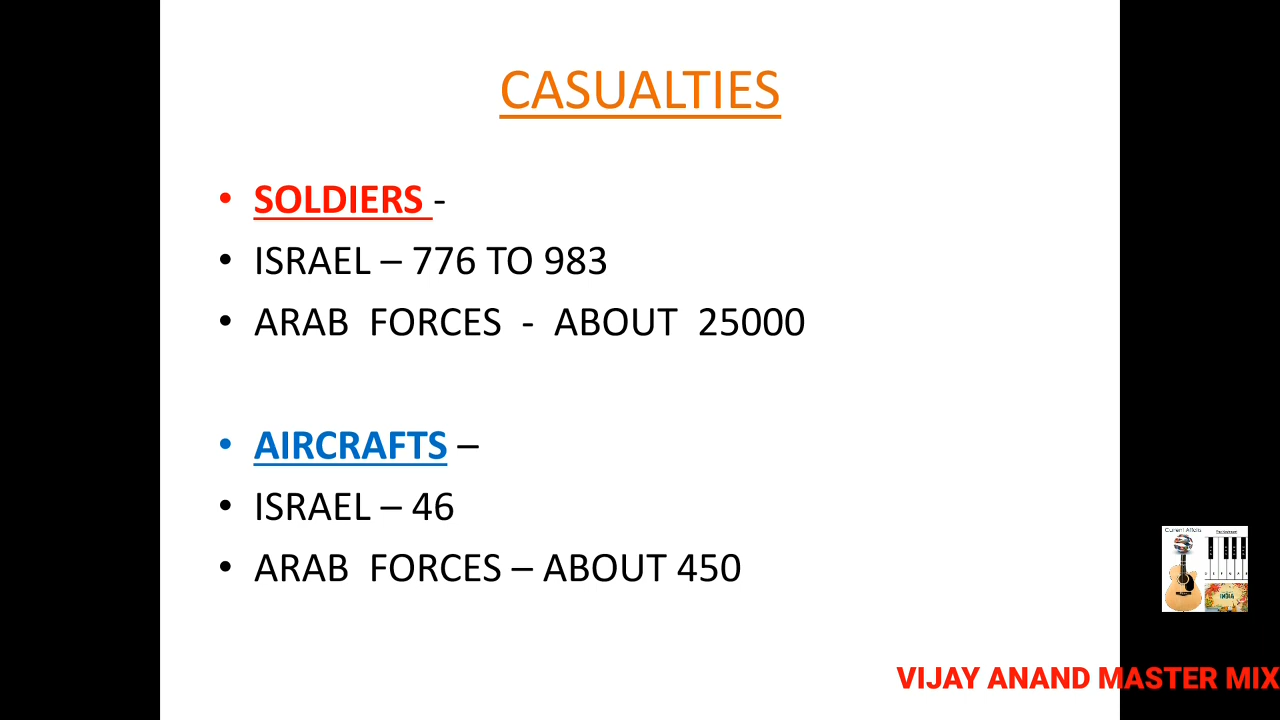 CASUALTIES
• SOLDIERS -
• ISRAEL – 776 TO 983
• ARAB FORCES - ABOUT 25000
• AIRCRAFTS –
• ISRAEL – 46
• ARAB FORCES – ABOUT 450
INDIA
VIJAY ANAND MASTER MIX